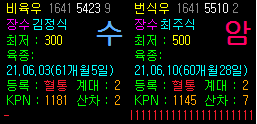 비육우 1641 5423 9
장수김정식 수
최저 : 300
육종:
21,06,03(61개월5일)
등록 : 혈통 계대 : 2
KPN : 1181 산차 : 2
번식우 1641 5510 2
장수최주식 암
최저 : 500
육종:
21,06,10(60개월28일)
등록 : 혈통 계대 : 2
KPN : 1145 산차 : 7